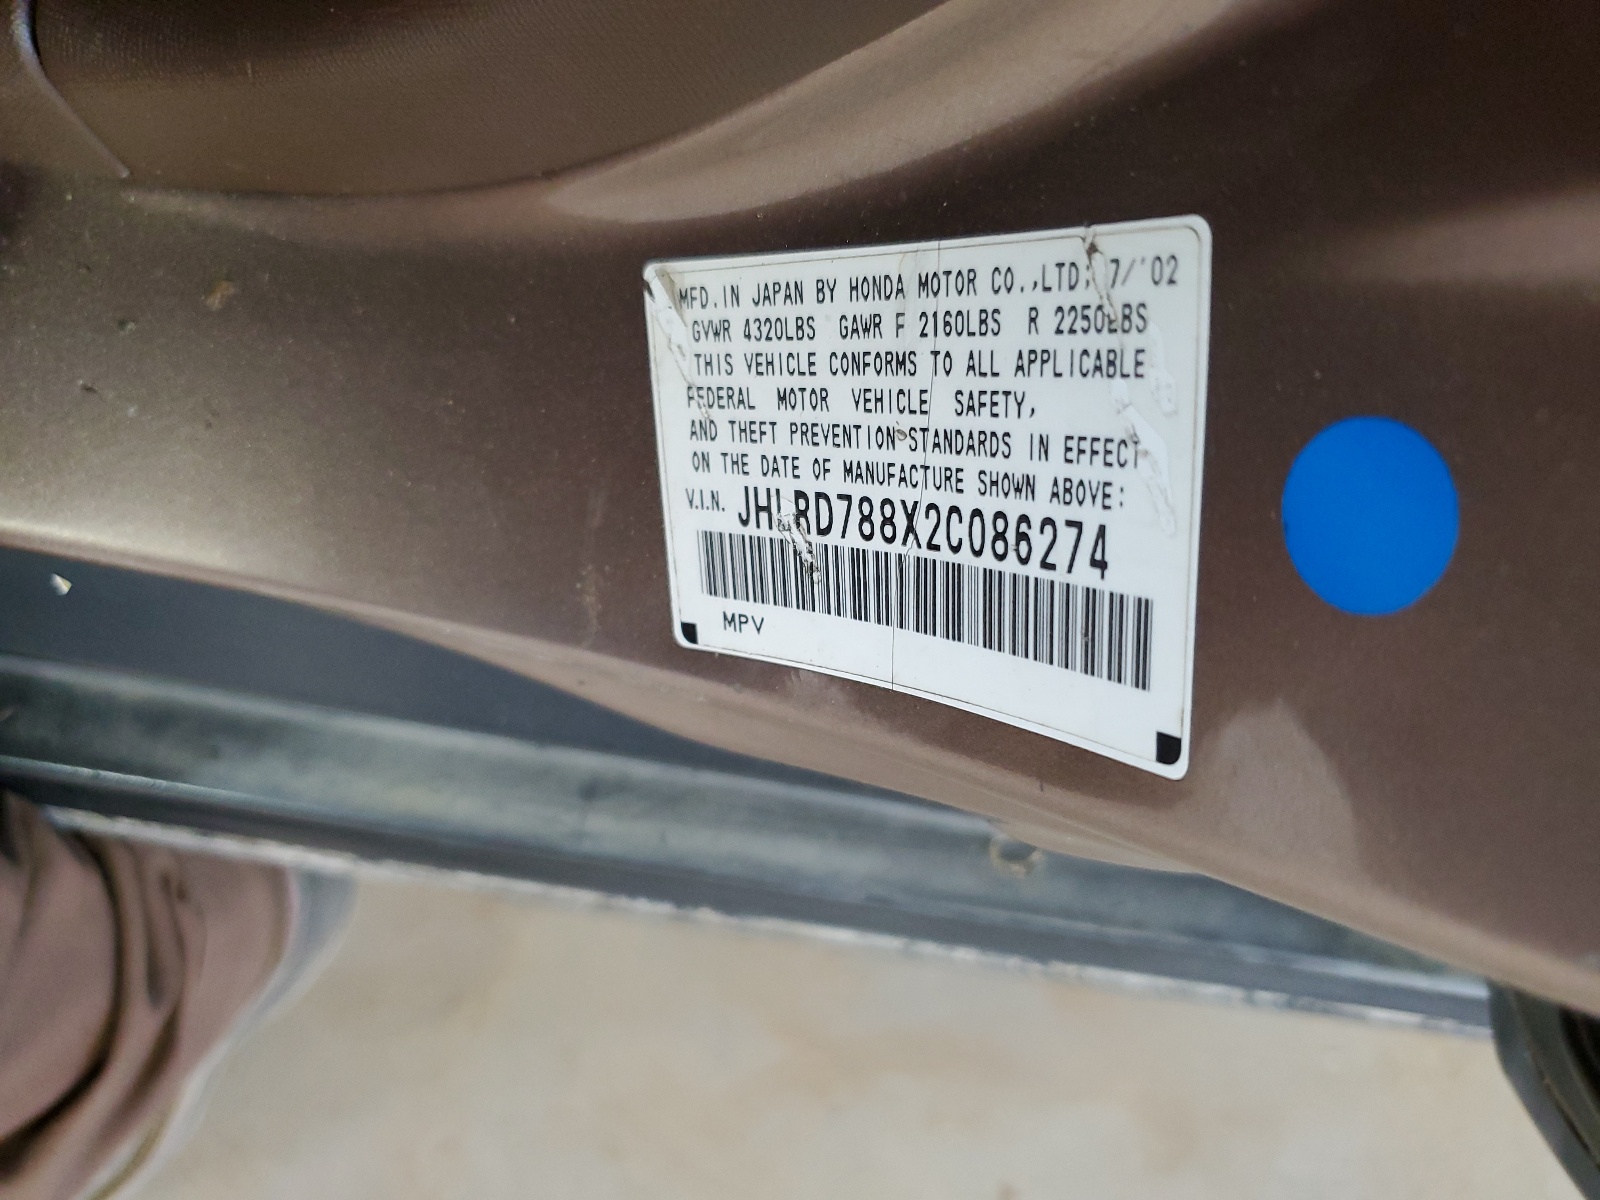 MFD. IN JAPAN BY HONDA MOTOR CO.,LTD; 7/'02
GVWR 4320LBS GAWR F 2160LBS R 2250LBS
THIS VEHICLE CONFORMS TO ALL APPLICABLE
FEDERAL MOTOR VEHICLE SAFETY,
AND THEFT PREVENTION STANDARDS IN EFFECT
ON THE DATE OF MANUFACTURE SHOWN ABOVE:
V.I.N. JHLRD788X2C086274
MPV